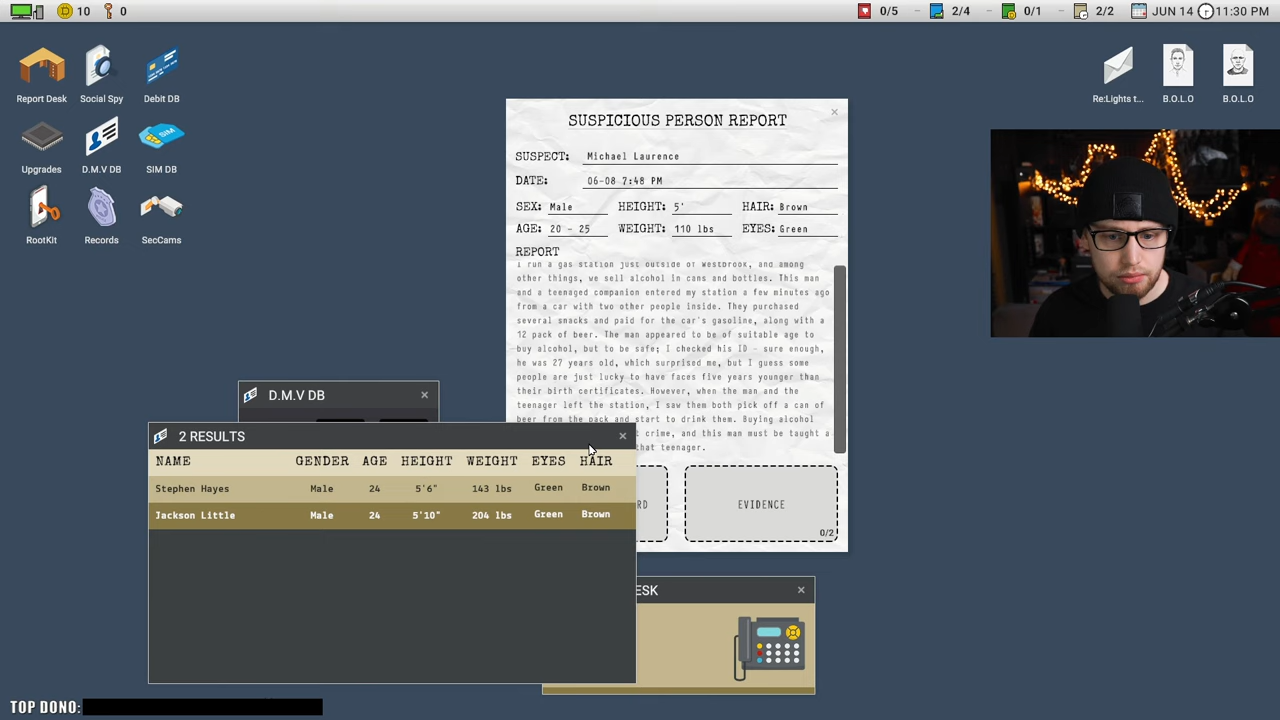 10
0
0/5
2/4
0/1
2/2
JUN 14
11:30 PM
Report Desk
Social Spy
Debit DB
Re:Lights t...
B.O.L.O
B.O.L.O
Upgrades
D.M.V DB
SIM DB
RootKit
Records
SecCams
SUSPICIOUS PERSON REPORT
SUSPECT: Michael Laurence
DATE: 06-08 7:48 PM
SEX: Male HEIGHT: 5' HAIR: Brown
AGE: 20 - 25 WEIGHT: 110 lbs EYES: Green
REPORT
I run a gas station just outside of Westbrook, and among
other things, we sell alcohol in cans and bottles. This man
and a teenaged companion entered my station a few minutes ago
from a car with two other people inside. They purchased
several snacks and paid for the car's gasoline, along with a
12 pack of beer. The man appeared to be of suitable age to
buy alcohol, but to be safe; I checked his ID - sure enough,
he was 27 years old, which surprised me, but I guess some
people are just lucky to have faces five years younger than
their birth certificates. However, when the man and the
teenager left the station, I saw them both pick off a can of
beer from the pack and start to drink them. Buying alcohol
t crime, and this man must be taught a
that teenager.
RD
EVIDENCE
0/2
D.M.V DB
2 RESULTS
NAME GENDER AGE HEIGHT WEIGHT EYES HAIR
Stephen Hayes Male 24 5'6" 143 lbs Green Brown
Jackson Little Male 24 5'10" 204 lbs Green Brown
ESK
TOP DONO: